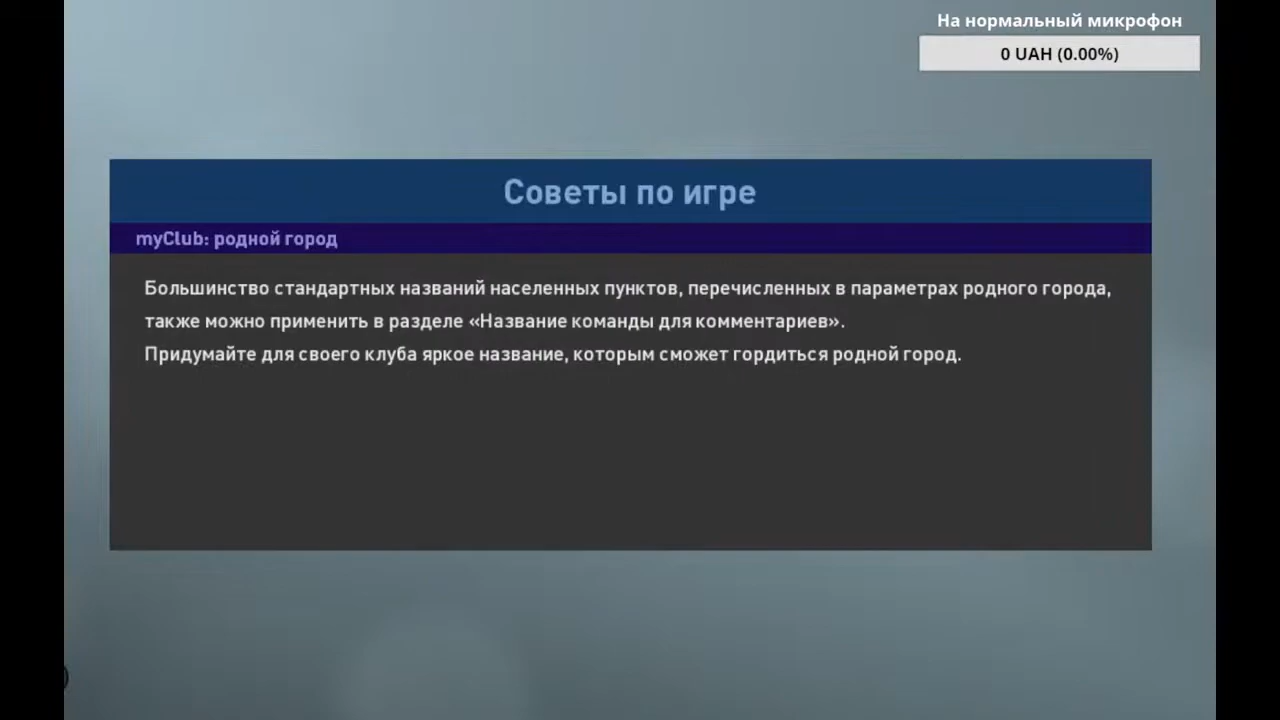 На нормальный микрофон
0 UAH (0.00%)
Советы по игре
myClub: родной город
Большинство стандартных названий населенных пунктов, перечисленных в параметрах родного города,
также можно применить в разделе «Название команды для комментариев».
Придумайте для своего клуба яркое название, которым сможет гордиться родной город.